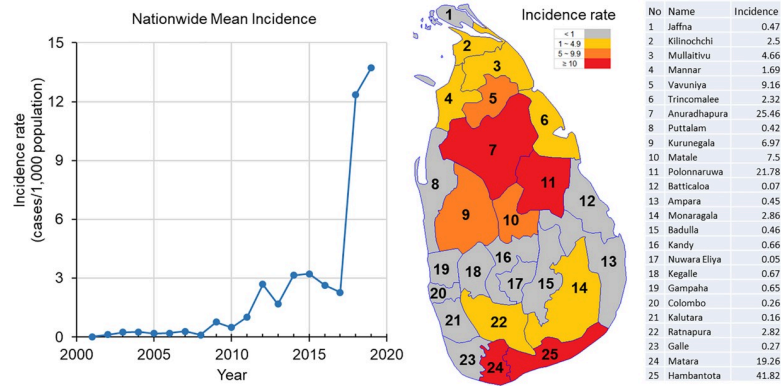 Nationwide Mean Incidence
15
12
9
6
3
0
2000
2005
2010
2015
2020
Year
Incidence rate
(cases/1,000 population)
Incidence rate
< 1
1 ~ 4.9
5 ~ 9.9
≥ 10
1
2
3
4
5
6
7
8
9
10
11
12
13
14
15
16
17
18
19
20
21
22
23
24
25
No Name Incidence
1 Jaffna 0.47
2 Kilinochchi 2.5
3 Mullaitivu 4.66
4 Mannar 1.69
5 Vavuniya 9.16
6 Trincomalee 2.32
7 Anuradhapura 25.46
8 Puttalam 0.42
9 Kurunegala 6.97
10 Matale 7.5
11 Polonnaruwa 21.78
12 Batticaloa 0.07
13 Ampara 0.45
14 Monaragala 2.86
15 Badulla 0.46
16 Kandy 0.66
17 Nuwara Eliya 0.05
18 Kegalle 0.67
19 Gampaha 0.65
20 Colombo 0.26
21 Kalutara 0.16
22 Ratnapura 2.82
23 Galle 0.27
24 Matara 19.26
25 Hambantota 41.82